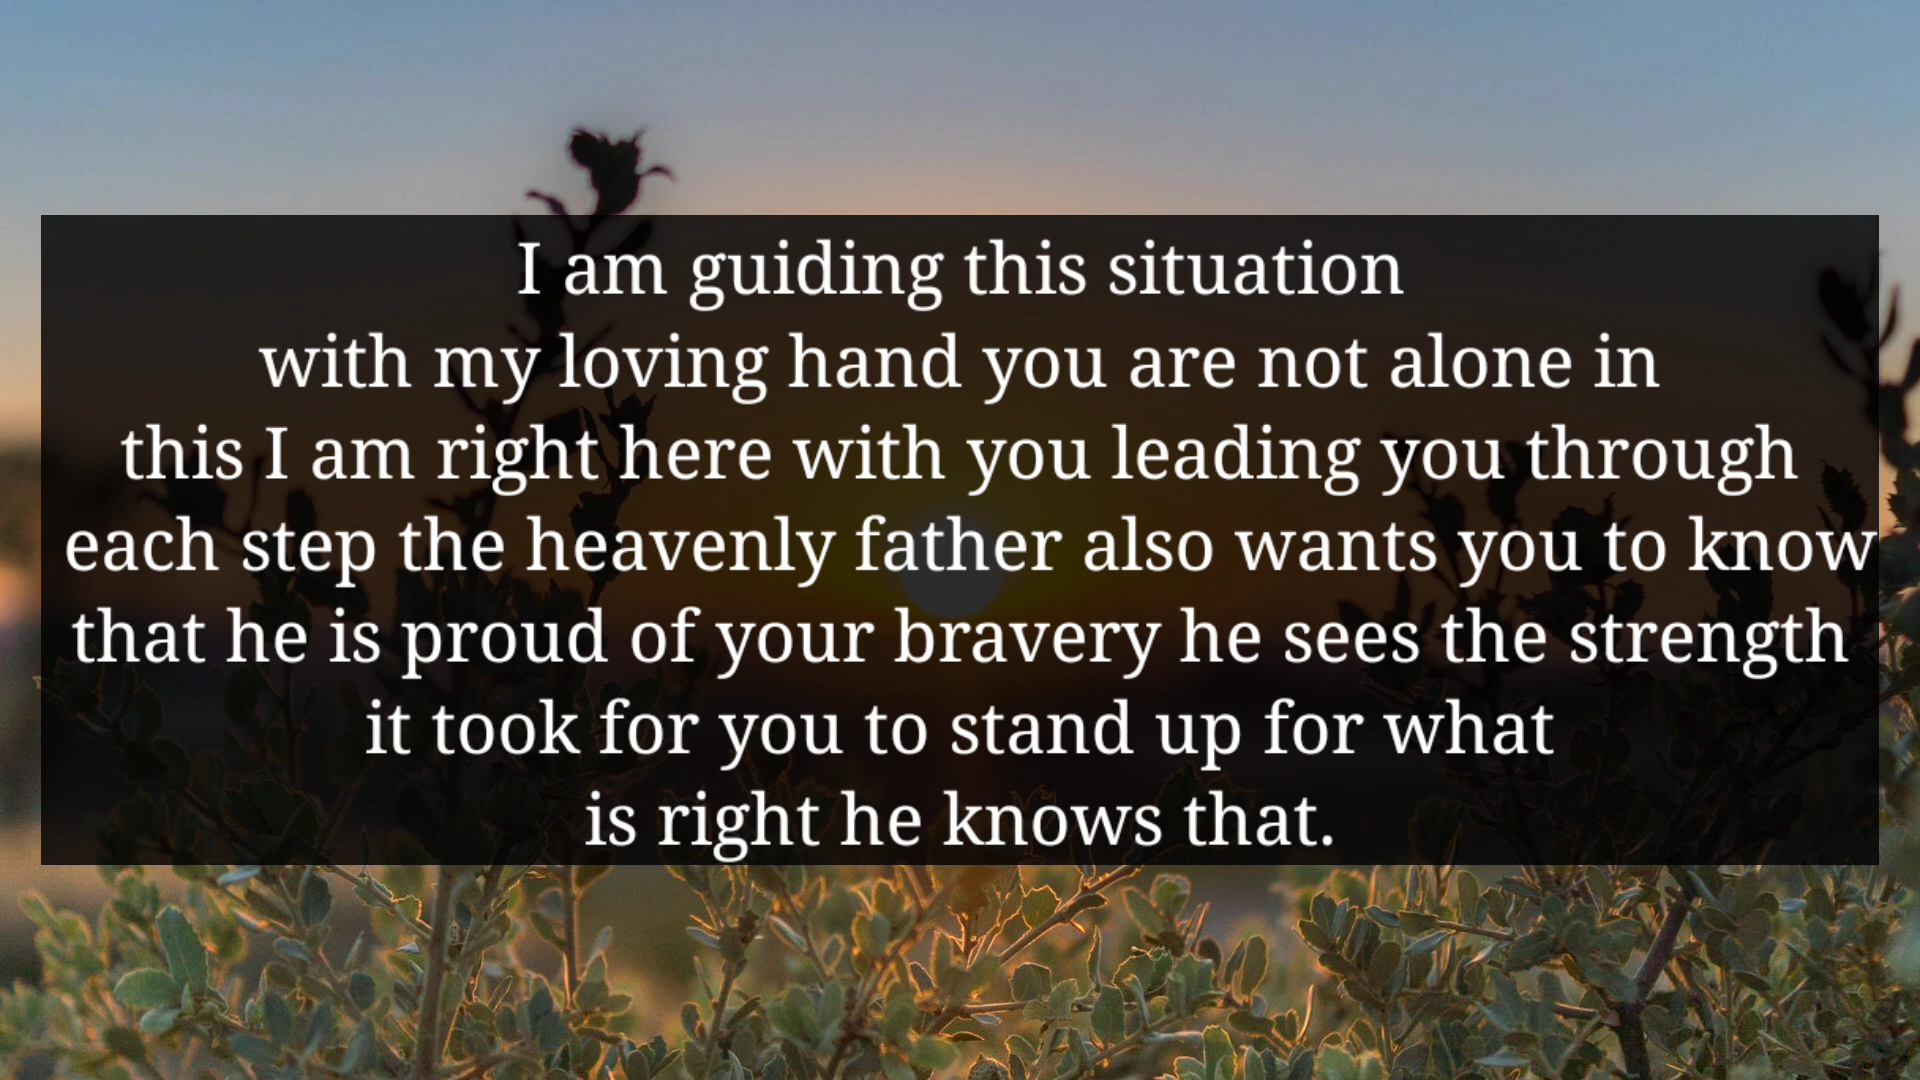 I am guiding this situation
with my loving hand you are not alone in
this I am right here with you leading you through
each step the heavenly father also wants you to know
that he is proud of your bravery he sees the strength
it took for you to stand up for what
is right he knows that.